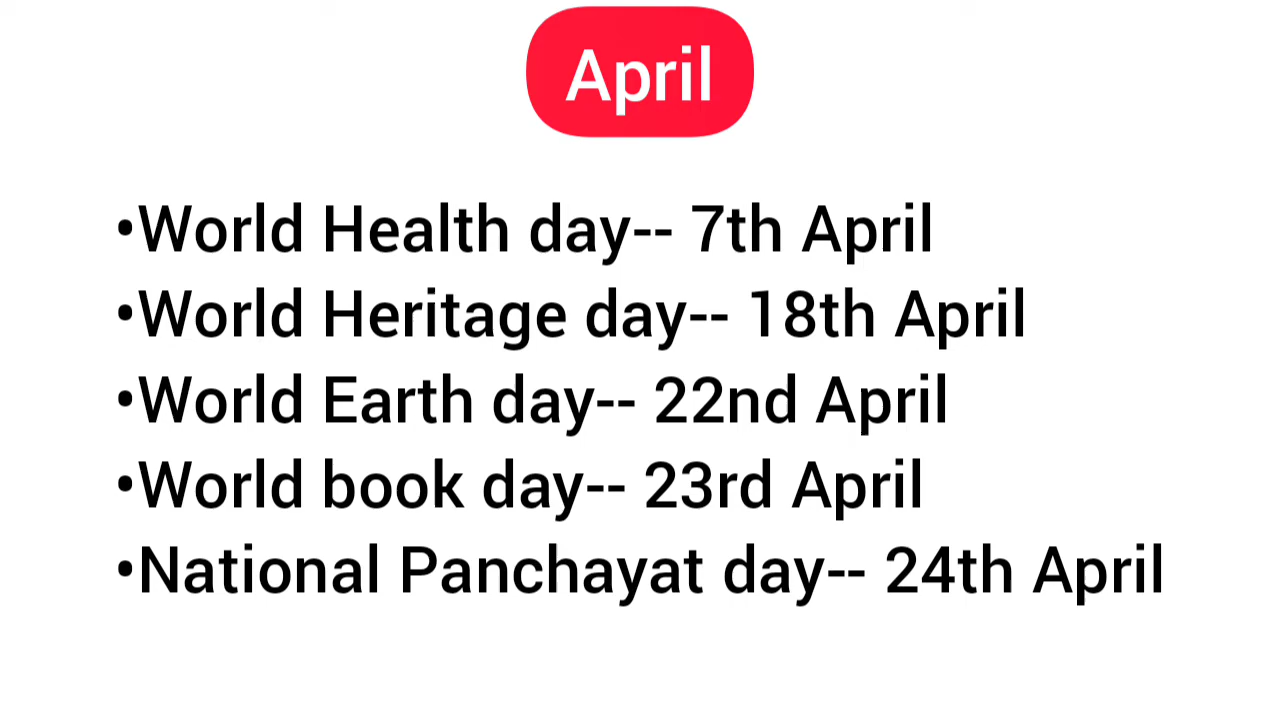 April
•World Health day-- 7th April
•World Heritage day-- 18th April
•World Earth day-- 22nd April
•World book day-- 23rd April
•National Panchayat day-- 24th April